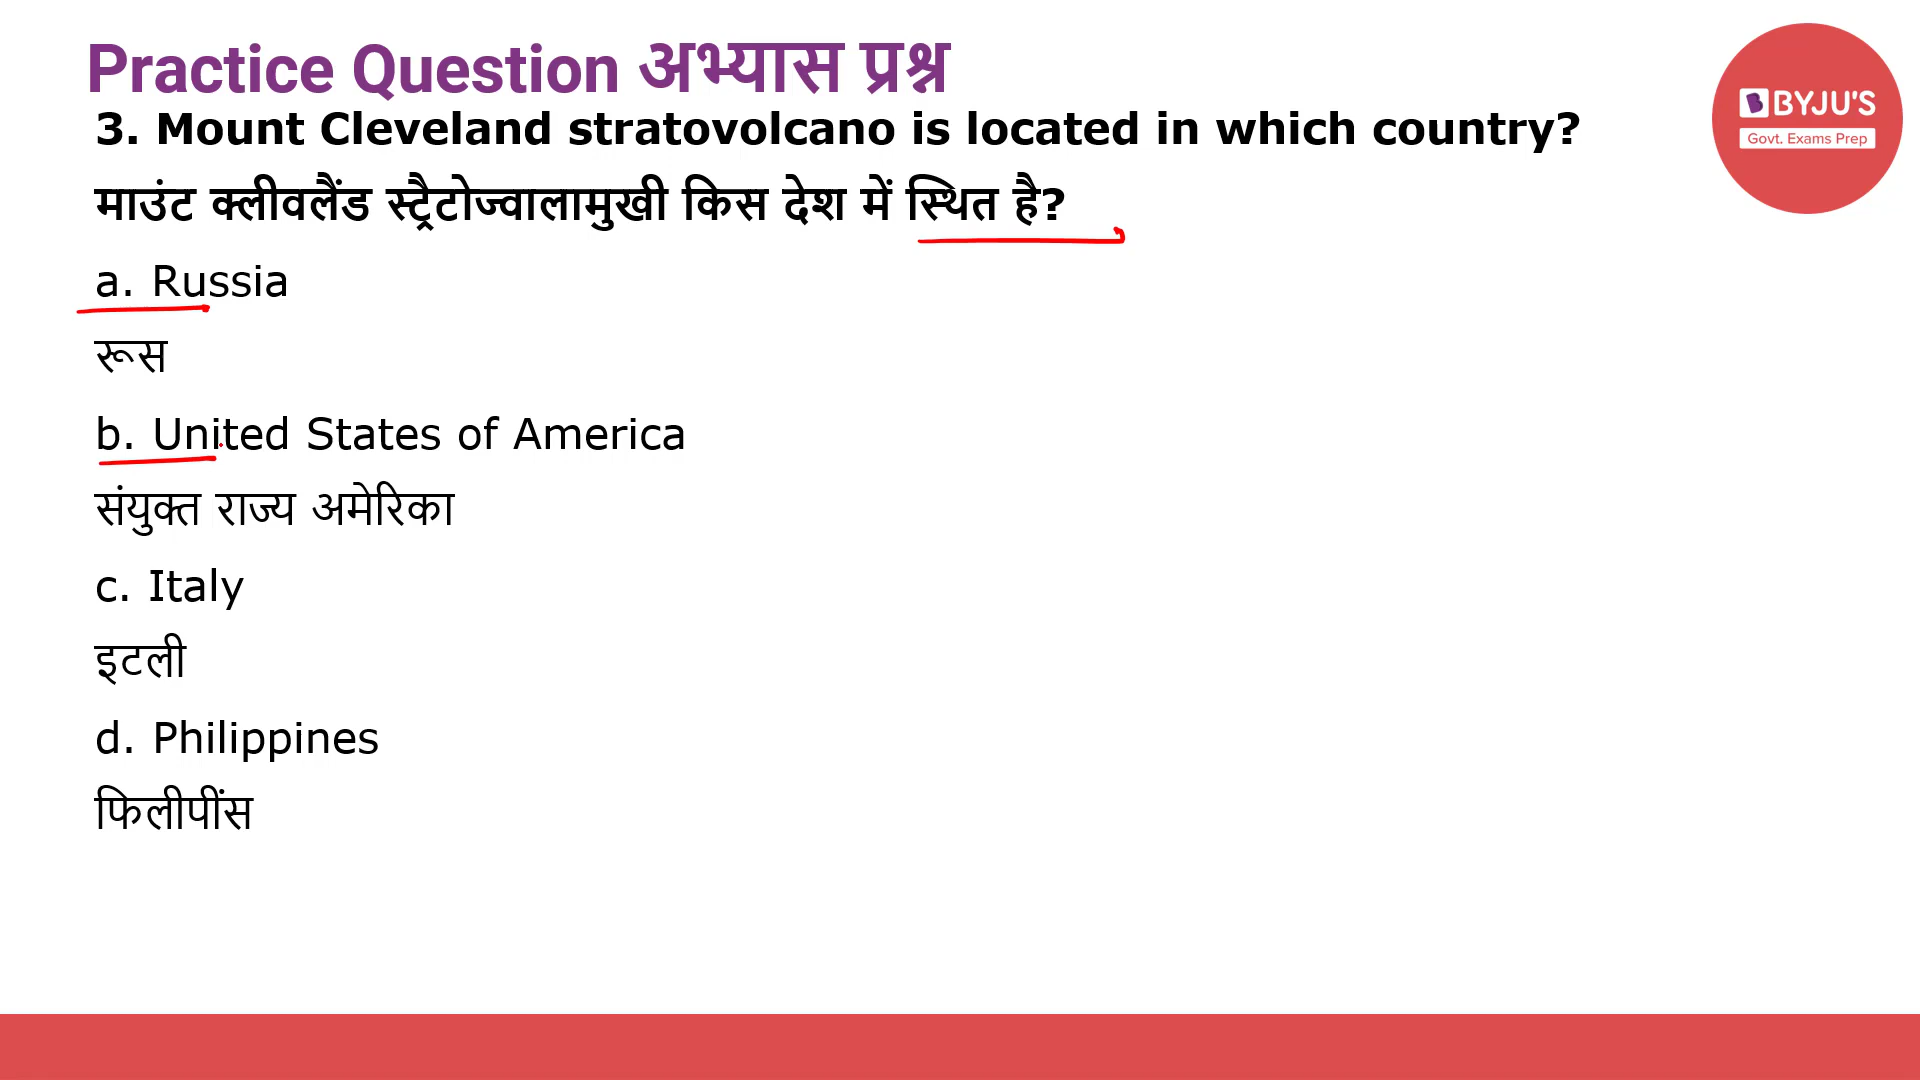 Practice Question अभ्यास प्रश्न
BYJU'S
Govt. Exams Prep
3. Mount Cleveland stratovolcano is located in which country?
माउंट क्लीवलैंड स्ट्रैटोज्वालामुखी किस देश में स्थित है?
a. Russia
रूस
b. United States of America
संयुक्त राज्य अमेरिका
c. Italy
इटली
d. Philippines
फिलीपींस